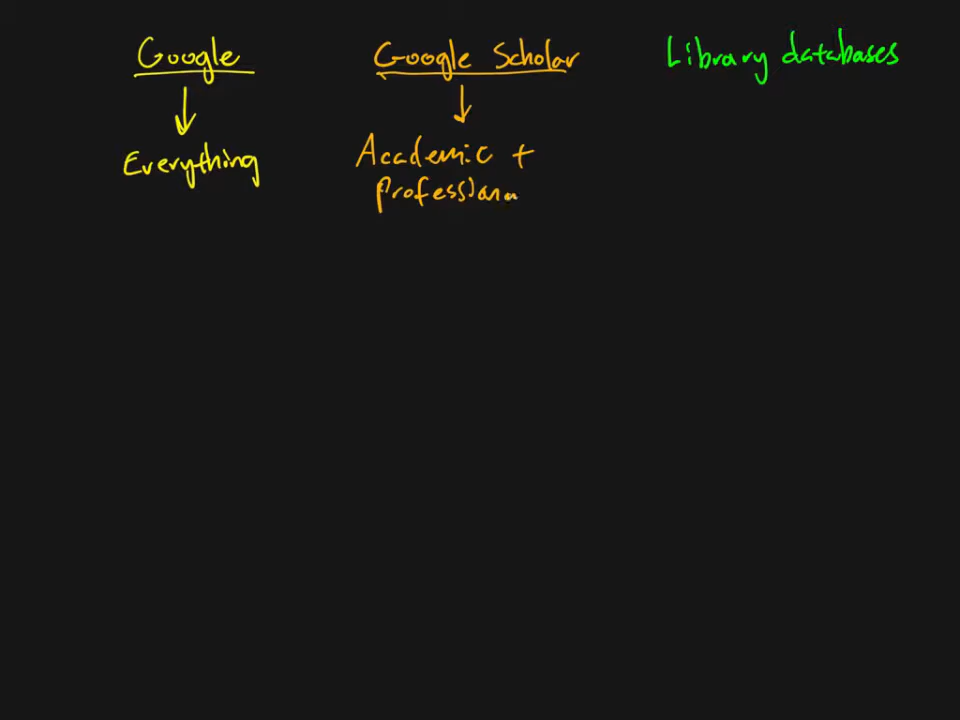 Google
Google Scholar
Library databases
Everything
Academic +
professiona